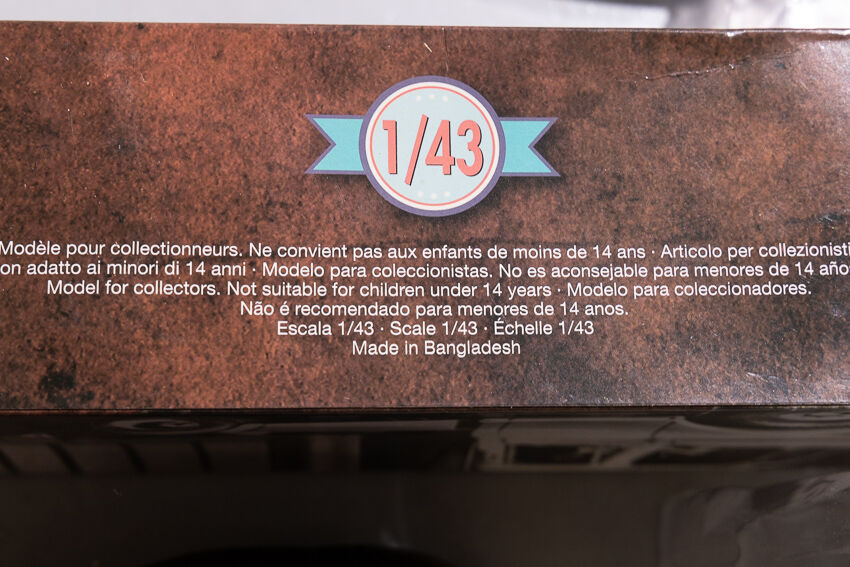 1/43
Modèle pour collectionneurs. Ne convient pas aux enfants de moins de 14 ans · Articolo per collezionisti
on adatto ai minori di 14 anni · Modelo para coleccionistas. No es aconsejable para menores de 14 año
Model for collectors. Not suitable for children under 14 years · Modelo para coleccionadores.
Não é recomendado para menores de 14 anos.
Escala 1/43 · Scale 1/43 · Échelle 1/43
Made in Bangladesh